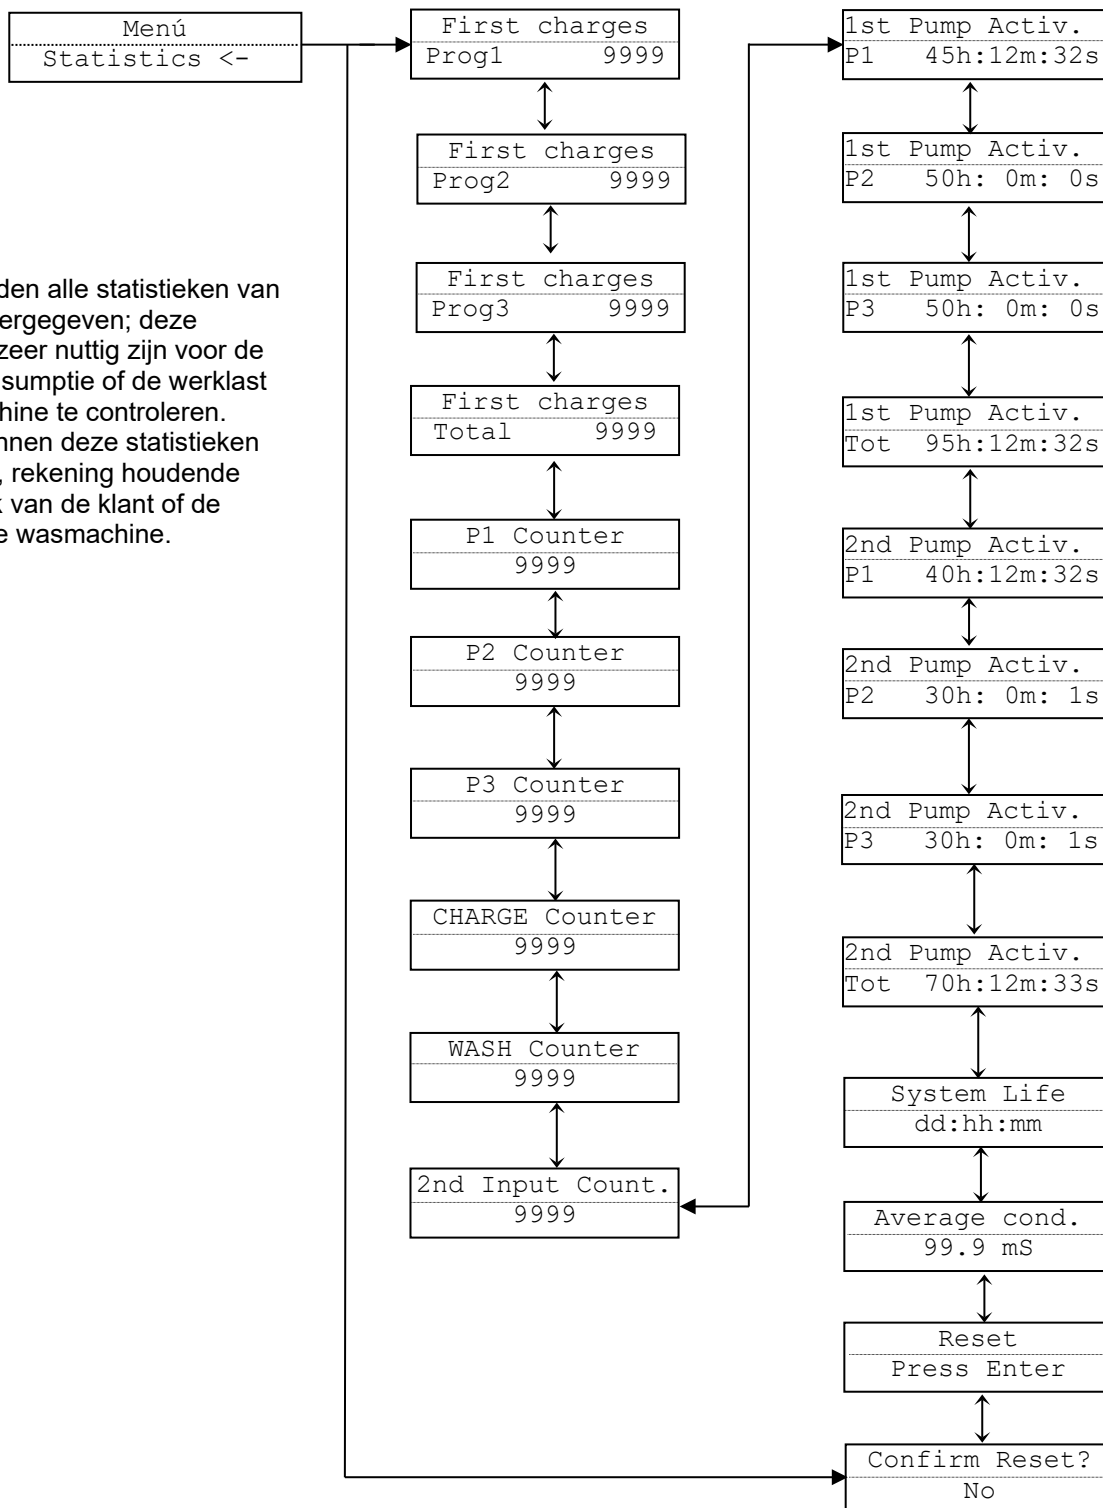 Menú
Statistics <-
den alle statistieken van
ergegeven; deze
zeer nuttig zijn voor de
sumptie of de werklast
hine te controleren.
nnen deze statistieken
, rekening houdende
k van de klant of de
e wasmachine.
First charges
Prog1 9999
First charges
Prog2 9999
First charges
Prog3 9999
First charges
Total 9999
P1 Counter
9999
P2 Counter
9999
P3 Counter
9999
CHARGE Counter
9999
WASH Counter
9999
2nd Input Count.
9999
1st Pump Activ.
P1 45h:12m:32s
1st Pump Activ.
P2 50h: 0m: 0s
1st Pump Activ.
P3 50h: 0m: 0s
1st Pump Activ.
Tot 95h:12m:32s
2nd Pump Activ.
P1 40h:12m:32s
2nd Pump Activ.
P2 30h: 0m: 1s
2nd Pump Activ.
P3 30h: 0m: 1s
2nd Pump Activ.
Tot 70h:12m:33s
System Life
dd:hh:mm
Average cond.
99.9 mS
Reset
Press Enter
Confirm Reset?
No